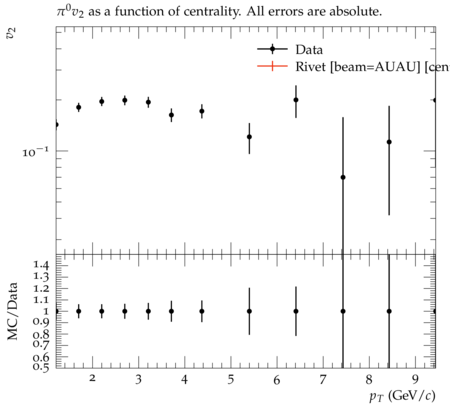 π⁰v₂ as a function of centrality. All errors are absolute.
v₂
Data
Rivet [beam=AUAU] [cen
10⁻¹
MC/Data
1.4
1.3
1.2
1.1
1
0.9
0.8
0.7
0.6
0.5
2 3 4 5 6 7 8 9
p_T (GeV/c)